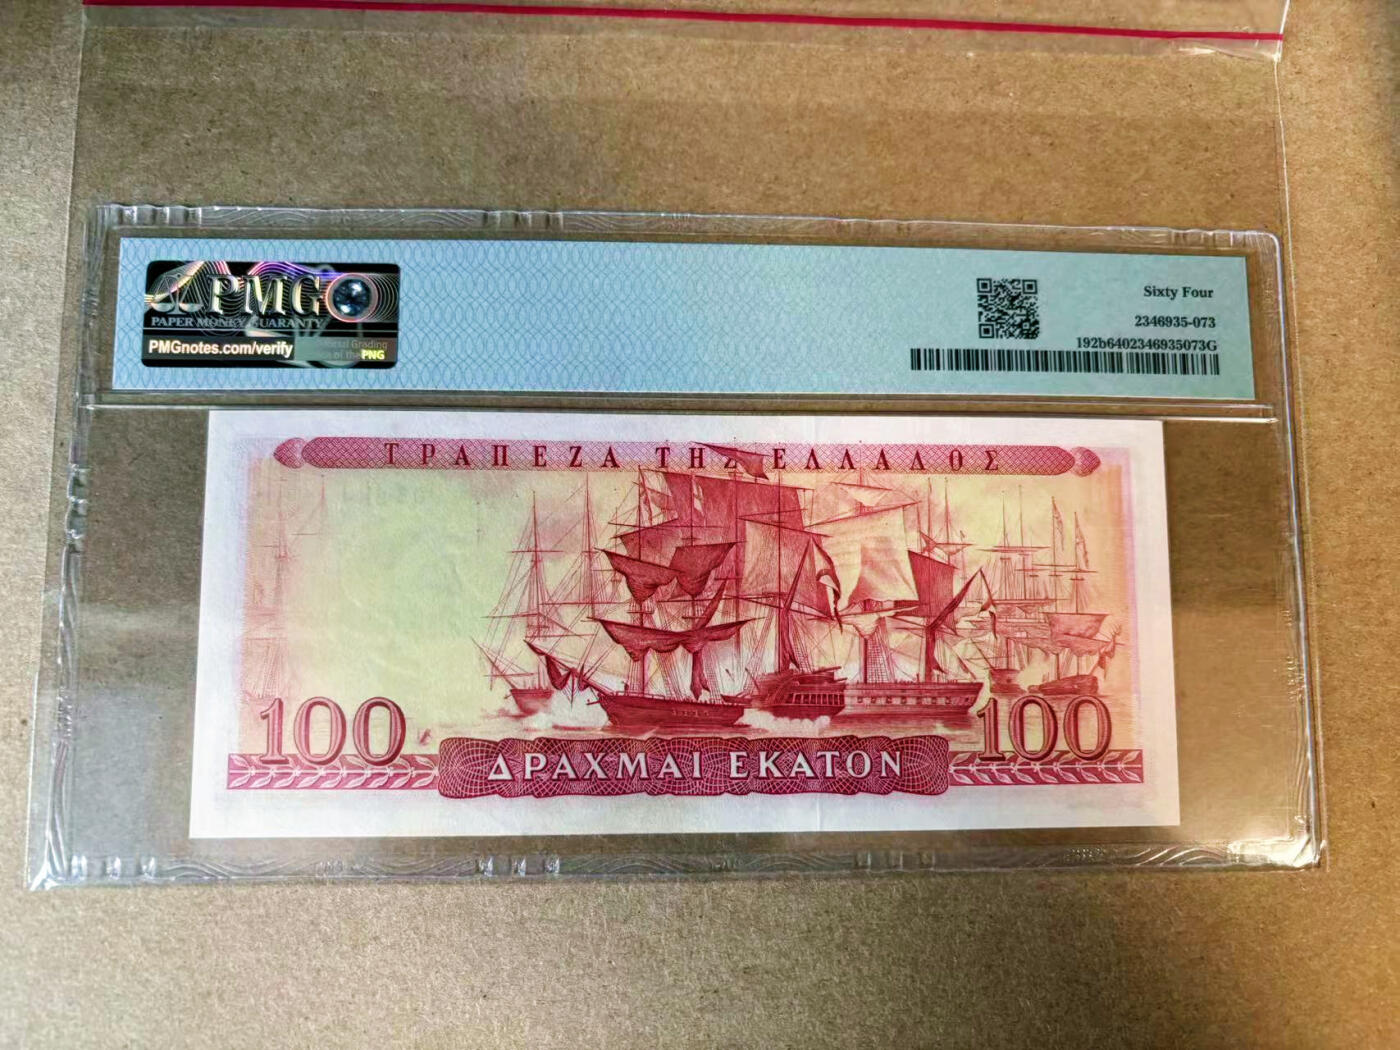 PMG
PAPER MONEY GUARANTY
PMGnotes.com/verify
PNG
Sixty Four
2346935-073
192b6402346935073G
ΤΡΑΠΕΖΑ ΤΗΣ ΕΛΛΑΔΟΣ
100
100
ΔΡΑΧΜΑΙ ΕΚΑΤΟΝ